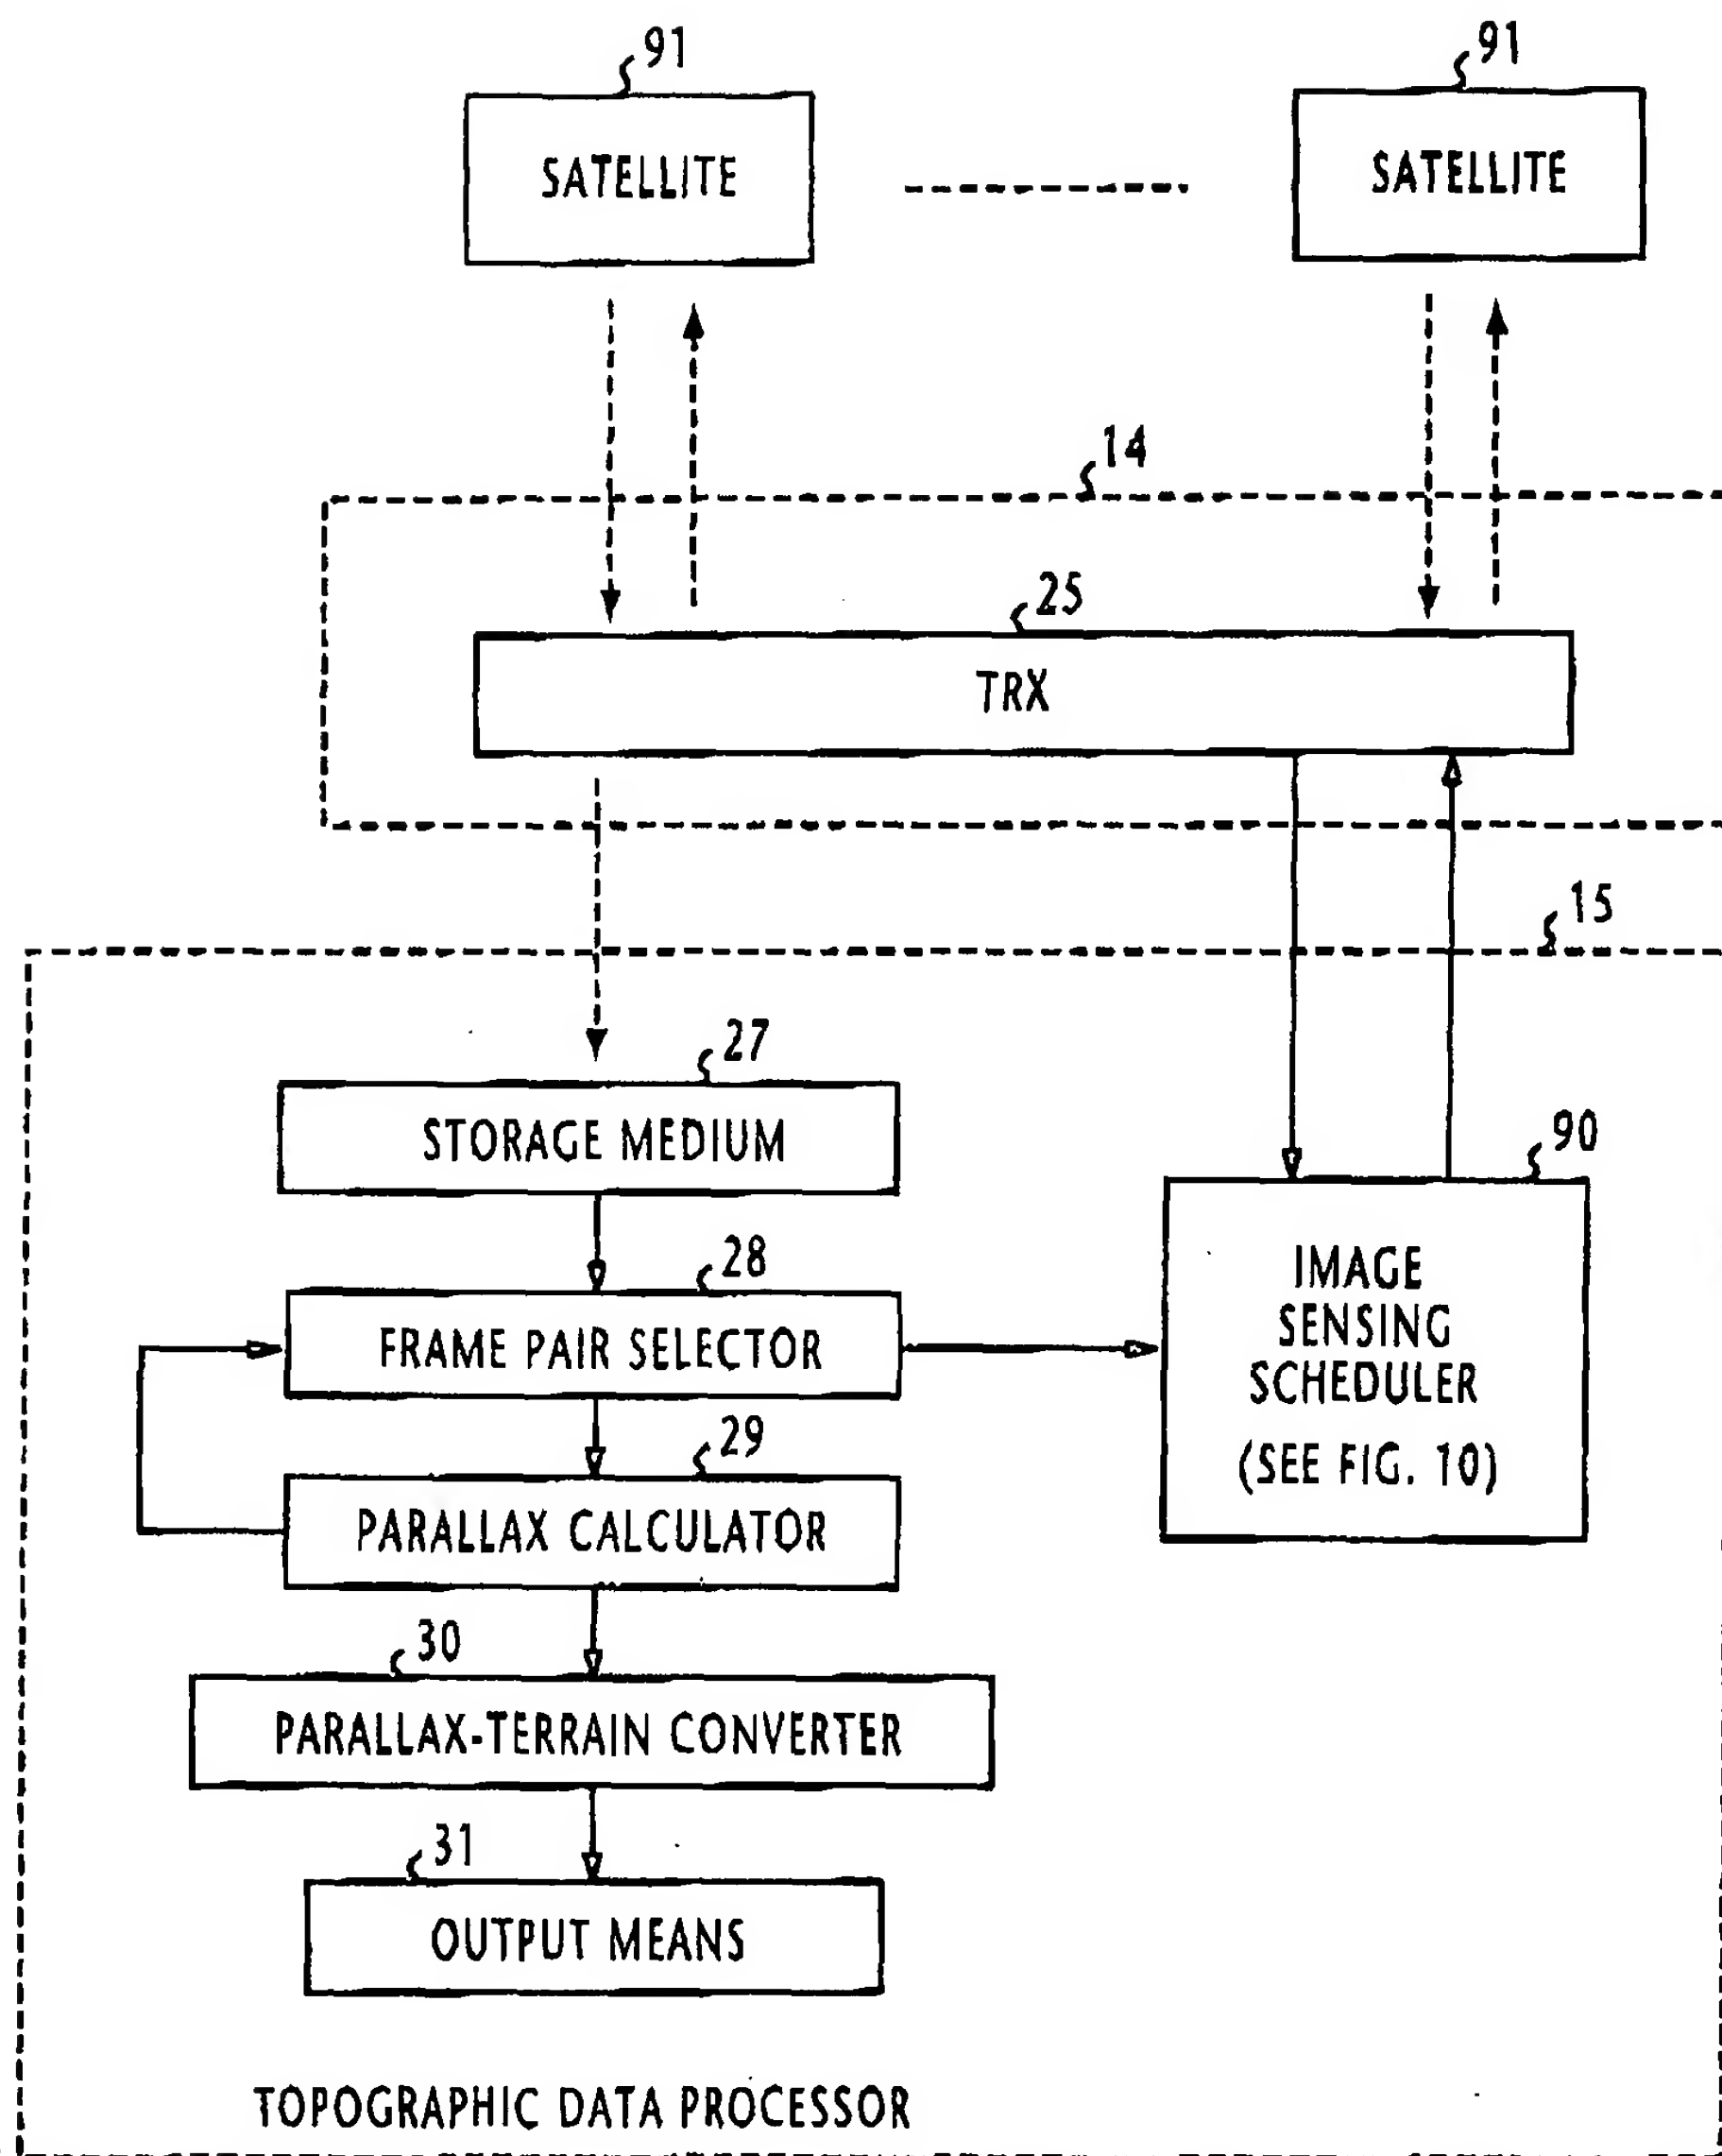 91
91
SATELLITE
SATELLITE
14
25
TRX
15
27
STORAGE MEDIUM
90
28
FRAME PAIR SELECTOR
IMAGE
SENSING
SCHEDULER
(SEE FIG. 10)
29
PARALLAX CALCULATOR
30
PARALLAX-TERRAIN CONVERTER
31
OUTPUT MEANS
TOPOGRAPHIC DATA PROCESSOR